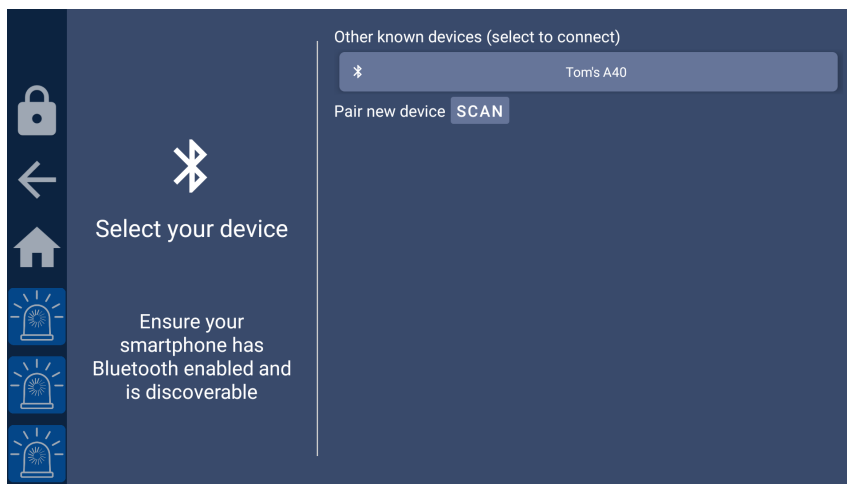 Select your device
Ensure your
smartphone has
Bluetooth enabled and
is discoverable
Other known devices (select to connect)
Tom's A40
Pair new device SCAN